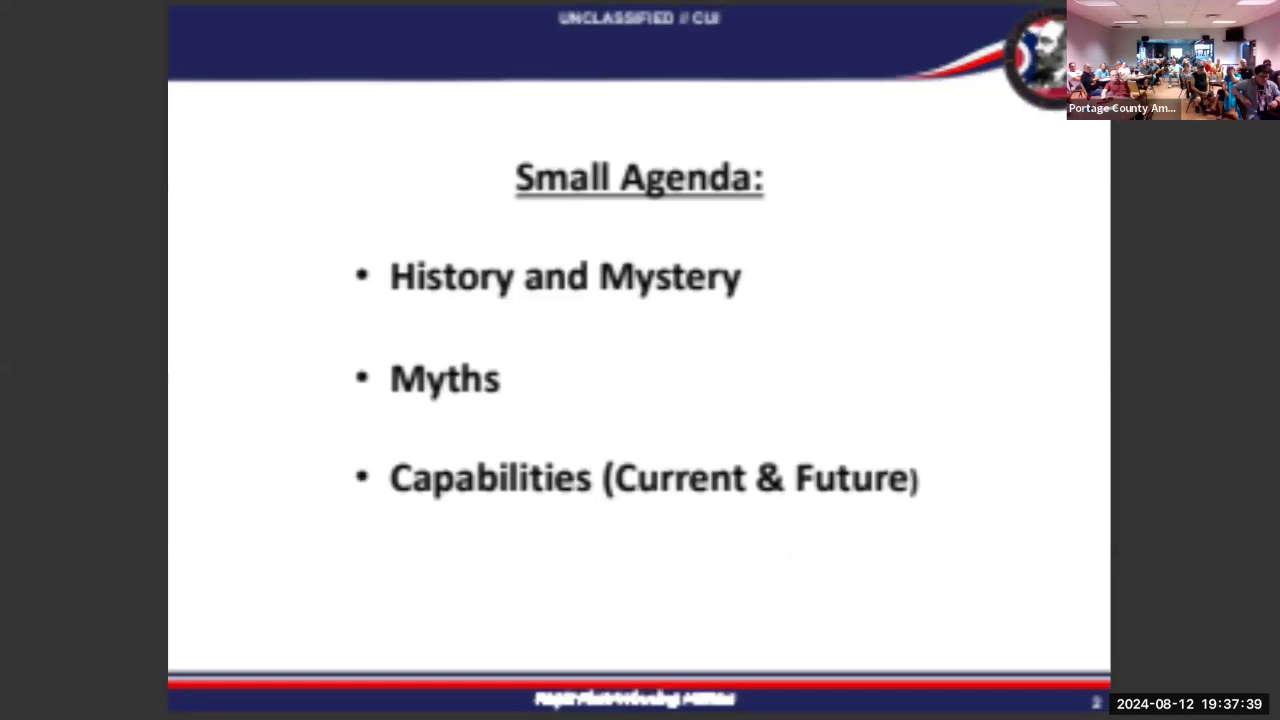 UNCLASSIFIED // CUI
Portage County Am...
Small Agenda:
• History and Mystery
• Myths
• Capabilities (Current & Future)
2
2024-08-12 19:37:39